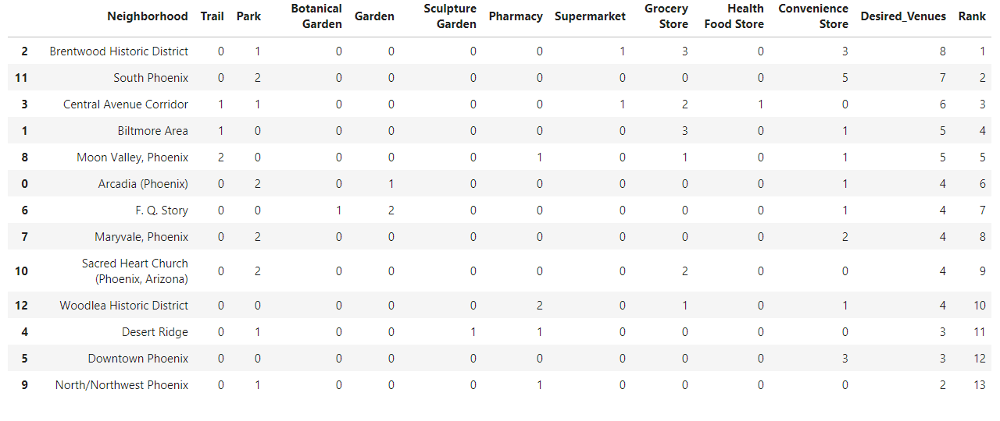 Neighborhood Trail Park Botanical Garden Garden Sculpture Garden Pharmacy Supermarket Grocery Store Health Food Store Convenience Store Desired_Venues Rank
2 Brentwood Historic District 0 1 0 0 0 0 1 3 0 3 8 1
11 South Phoenix 0 2 0 0 0 0 0 0 0 5 7 2
3 Central Avenue Corridor 1 1 0 0 0 0 1 2 1 0 6 3
1 Biltmore Area 1 0 0 0 0 0 0 3 0 1 5 4
8 Moon Valley, Phoenix 2 0 0 0 0 1 0 1 0 1 5 5
0 Arcadia (Phoenix) 0 2 0 1 0 0 0 0 0 1 4 6
6 F. Q. Story 0 0 1 2 0 0 0 0 0 1 4 7
7 Maryvale, Phoenix 0 2 0 0 0 0 0 0 0 2 4 8
10 Sacred Heart Church (Phoenix, Arizona) 0 2 0 0 0 0 0 2 0 0 4 9
12 Woodlea Historic District 0 0 0 0 0 2 0 1 0 1 4 10
4 Desert Ridge 0 1 0 0 1 1 0 0 0 0 3 11
5 Downtown Phoenix 0 0 0 0 0 0 0 0 0 3 3 12
9 North/Northwest Phoenix 0 1 0 0 0 1 0 0 0 0 2 13